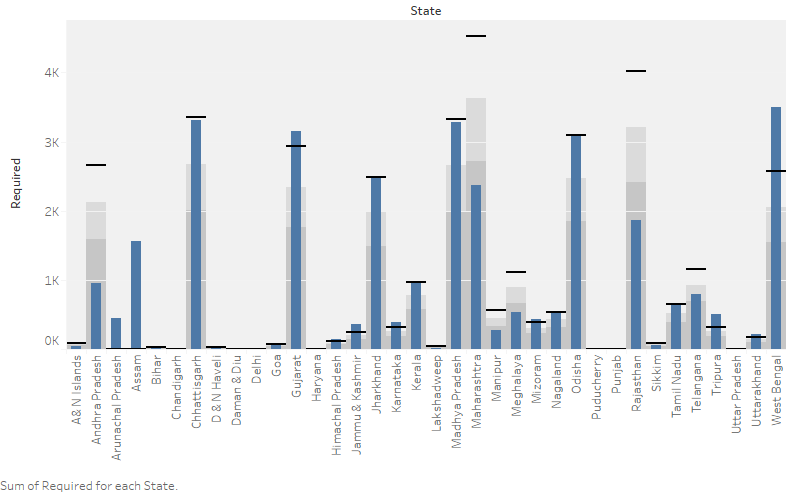 State
Required
4K
3K
2K
1K
0K
A& N Islands
Andhra Pradesh
Arunachal Pradesh
Assam
Bihar
Chandigarh
Chhattisgarh
D & N Haveli
Daman & Diu
Delhi
Goa
Gujarat
Haryana
Himachal Pradesh
Jammu & Kashmir
Jharkhand
Karnataka
Kerala
Lakshadweep
Madhya Pradesh
Maharashtra
Manipur
Meghalaya
Mizoram
Nagaland
Odisha
Puducherry
Punjab
Rajasthan
Sikkim
Tamil Nadu
Telangana
Tripura
Uttar Pradesh
Uttarakhand
West Bengal
Sum of Required for each State.